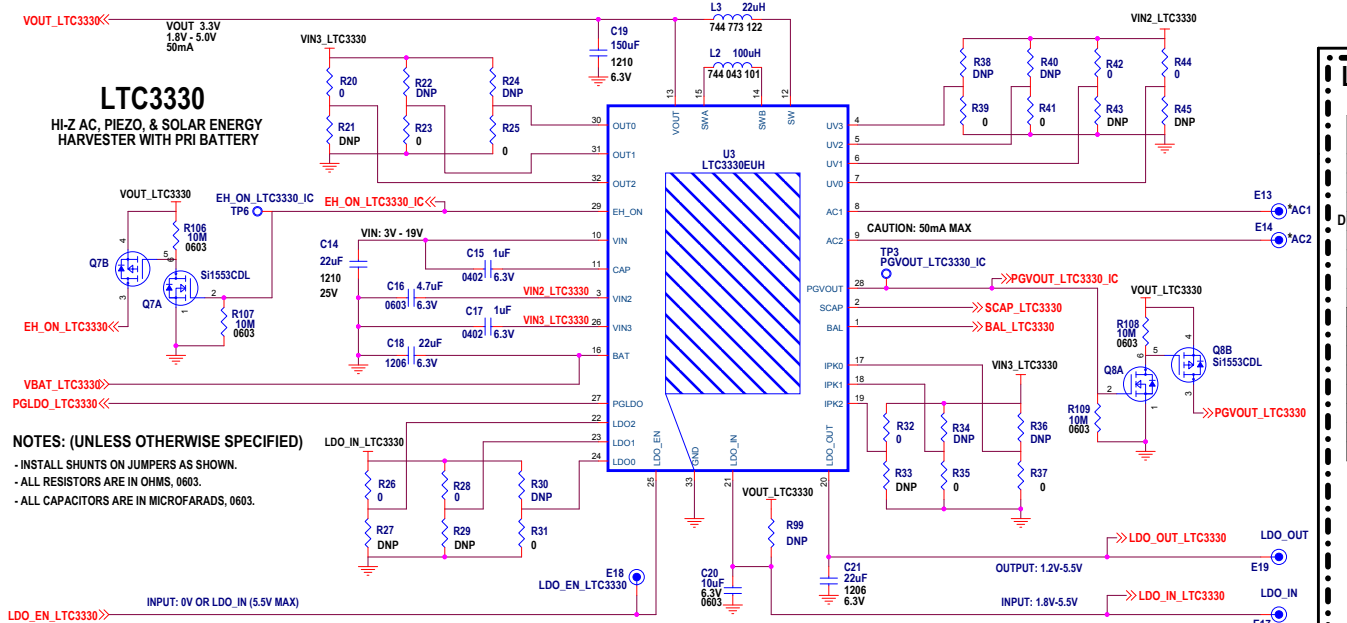 VOUT_LTC3330
VOUT 3.3V
1.8V - 5.0V
50mA
LTC3330
HI-Z AC, PIEZO, & SOLAR ENERGY
HARVESTER WITH PRI BATTERY
VIN3_LTC3330
R20
0
R21
DNP
R22
DNP
R23
0
R24
DNP
R25
0
C19
150uF
1210
6.3V
L3 22uH
744 773 122
L2 100uH
744 043 101
13
15
14
12
VOUT
SWA
SWB
SW
U3
LTC3330EUH
30 OUT0
31 OUT1
32 OUT2
29 EH_ON
10 VIN
11 CAP
3 VIN2
26 VIN3
16 BAT
27 PGLDO
22 LDO2
23 LDO1
24 LDO0
UV3 4
UV2 5
UV1 6
UV0 7
AC1 8
AC2 9
PGVOUT 28
SCAP 2
BAL 1
IPK0 17
IPK1 18
IPK2 19
LDO_EN
GND
LDO_IN
LDO_OUT
25
33
21
20
VIN2_LTC3330
R38
DNP
R39
0
R40
DNP
R41
0
R42
0
R43
DNP
R44
0
R45
DNP
E13
*AC1
E14
*AC2
CAUTION: 50mA MAX
TP3
PGVOUT_LTC3330_IC
PGVOUT_LTC3330_IC
SCAP_LTC3330
BAL_LTC3330
VOUT_LTC3330
R108
10M
0603
Q8B
Si1553CDL
Q8A
R109
10M
0603
6
5
4
3
2
1
PGVOUT_LTC3330
VIN3_LTC3330
R32
0
R33
DNP
R34
DNP
R35
0
R36
DNP
R37
0
VOUT_LTC3330
EH_ON_LTC3330_IC
TP6
EH_ON_LTC3330_IC
R106
10M
0603
Q7B
Q7A
Si1553CDL
R107
10M
0603
4
5
6
3
2
1
EH_ON_LTC3330
VIN: 3V - 19V
C14
22uF
1210
25V
C15 1uF
0402 6.3V
C16 4.7uF
0603 6.3V
VIN2_LTC3330
C17 1uF
0402 6.3V
VIN3_LTC3330
C18 22uF
1206 6.3V
VBAT_LTC3330
PGLDO_LTC3330
NOTES: (UNLESS OTHERWISE SPECIFIED)
- INSTALL SHUNTS ON JUMPERS AS SHOWN.
- ALL RESISTORS ARE IN OHMS, 0603.
- ALL CAPACITORS ARE IN MICROFARADS, 0603.
LDO_IN_LTC3330
R26
0
R27
DNP
R28
0
R29
DNP
R30
DNP
R31
0
VOUT_LTC3330
R99
DNP
C20
10uF
6.3V
0603
C21
22uF
1206
6.3V
E18
LDO_EN_LTC3330
INPUT: 0V OR LDO_IN (5.5V MAX)
LDO_EN_LTC3330
LDO_OUT_LTC3330
LDO_OUT
E19
OUTPUT: 1.2V-5.5V
LDO_IN_LTC3330
LDO_IN
INPUT: 1.8V-5.5V
E17
L
D